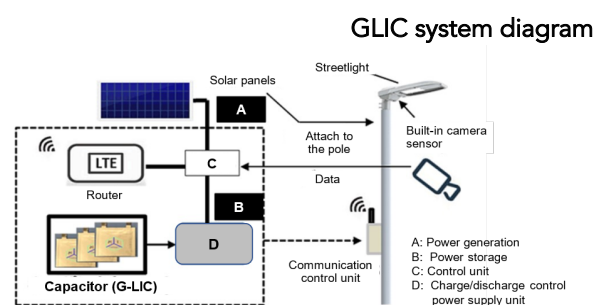 GLIC system diagram
Streetlight
Solar panels
A
Attach to
the pole
Built-in camera
sensor
LTE
C
Data
Router
B
D
A: Power generation
B: Power storage
C: Control unit
D: Charge/discharge control
power supply unit
Communication
control unit
Capacitor (G-LIC)